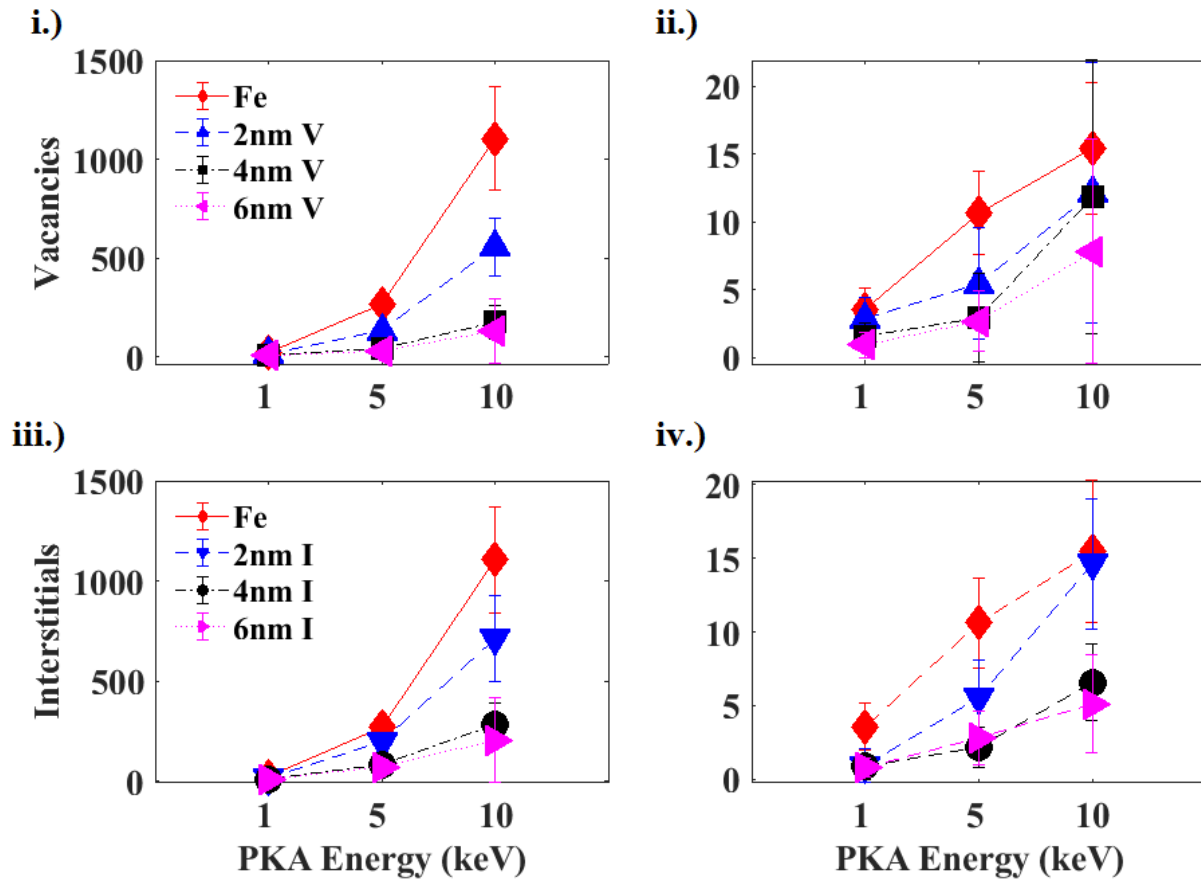 i.)
1500
1000
500
0
Vacancies
Fe
2nm V
4nm V
6nm V
1 5 10
ii.)
20
15
10
5
0
1 5 10
iii.)
1500
1000
500
0
Interstitials
Fe
2nm I
4nm I
6nm I
1 5 10
PKA Energy (keV)
iv.)
20
15
10
5
0
1 5 10
PKA Energy (keV)